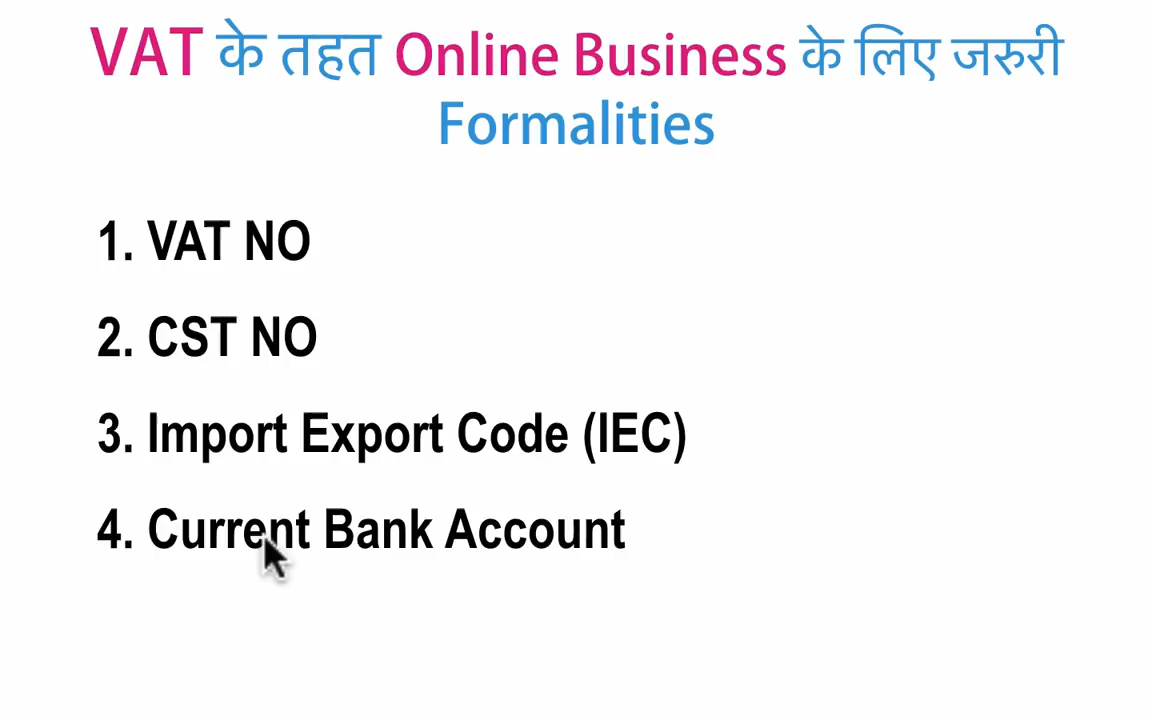 VAT के तहत Online Business के लिए जरुरी
Formalities
1. VAT NO
2. CST NO
3. Import Export Code (IEC)
4. Current Bank Account